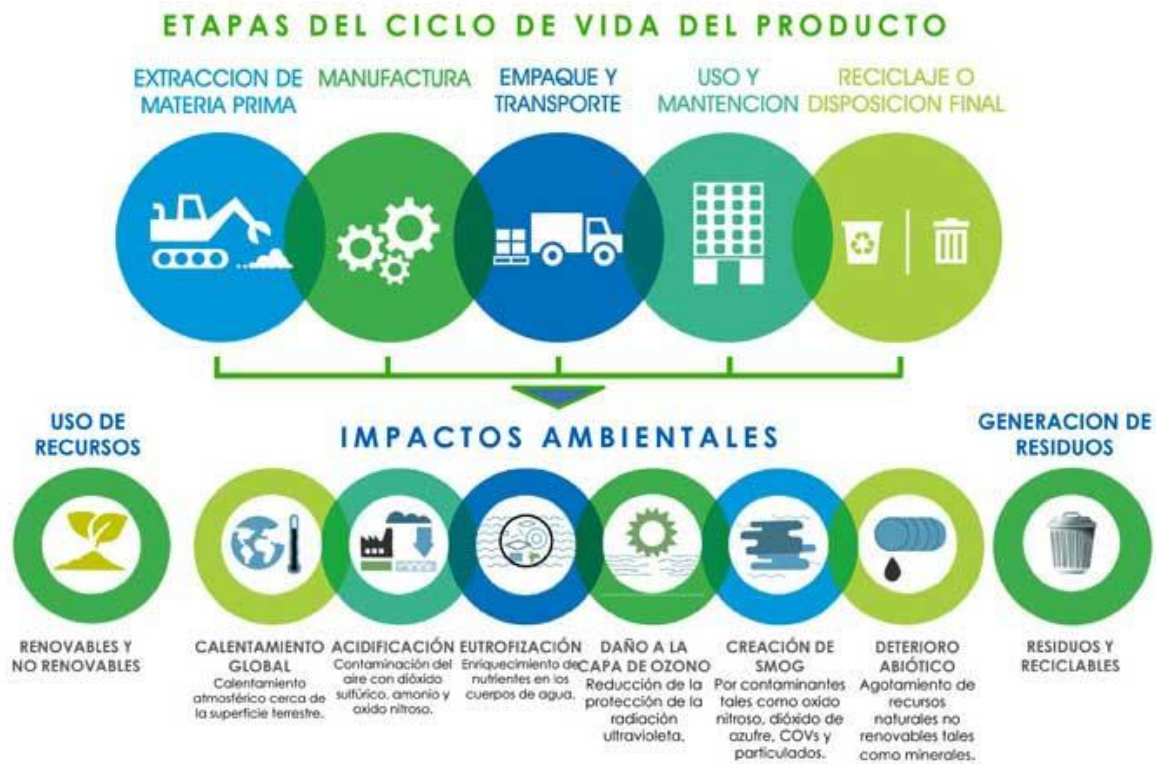 ETAPAS DEL CICLO DE VIDA DEL PRODUCTO
EXTRACCION DE
MATERIA PRIMA
MANUFACTURA
EMPAQUE Y
TRANSPORTE
USO Y
MANTENCION
RECICLAJE O
DISPOSICION FINAL
USO DE
RECURSOS
IMPACTOS AMBIENTALES
GENERACION DE
RESIDUOS
RENOVABLES Y
NO RENOVABLES
CALENTAMIENTO
GLOBAL
Calentamiento
atmosférico cerca de
la superficie terrestre.
ACIDIFICACIÓN
Contaminación del
aire con dióxido
sulfúrico, amonio y
oxido nitroso.
EUTROFIZACIÓN
Enriquecimiento de
nutrientes en los
cuerpos de agua.
DAÑO A LA
CAPA DE OZONO
Reducción de la
protección de la
radiación
ultravioleta.
CREACIÓN DE
SMOG
Por contaminantes
tales como oxido
nitroso, dióxido de
azufre, COVs y
particulados.
DETERIORO
ABIÓTICO
Agotamiento de
recursos
naturales no
renovables tales
como minerales.
RESIDUOS Y
RECICLABLES